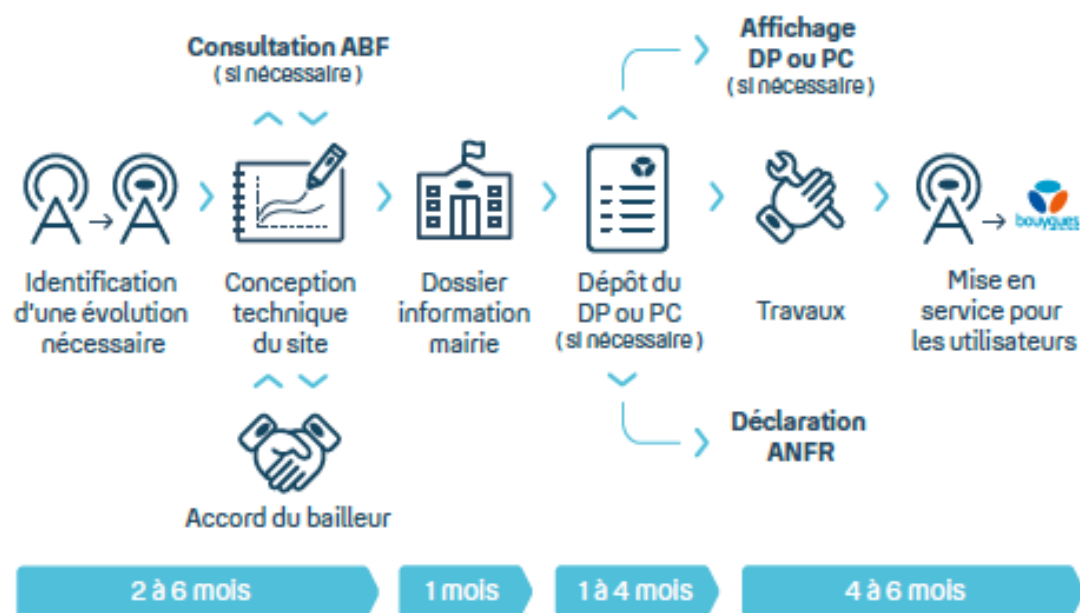 Consultation ABF
( si nécessaire )
Affichage
DP ou PC
( si nécessaire )
Identification
d'une évolution
nécessaire
Conception
technique
du site
Dossier
information
mairie
Dépôt du
DP ou PC
( si nécessaire )
Travaux
bouygues
Mise en
service pour
les utilisateurs
Accord du bailleur
Déclaration
ANFR
2 à 6 mois
1 mois
1 à 4 mois
4 à 6 mois